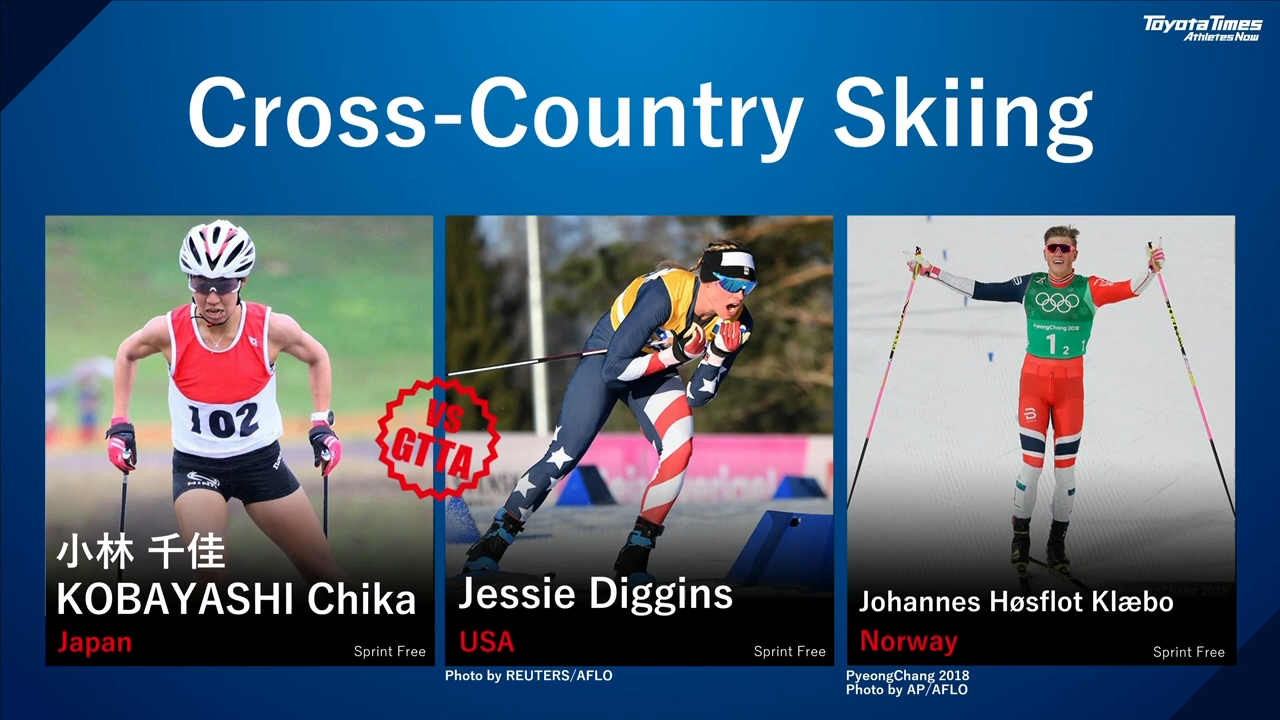 Toyota Times
Athletes Now
Cross-Country Skiing
102
小林 千佳
KOBAYASHI Chika
Japan
Sprint Free
VS
GTTA
Jessie Diggins
USA
Sprint Free
Photo by REUTERS/AFLO
PyeongChang 2018
1 2
Johannes Høsflot Klæbo
Norway
Sprint Free
PyeongChang 2018
Photo by AP/AFLO